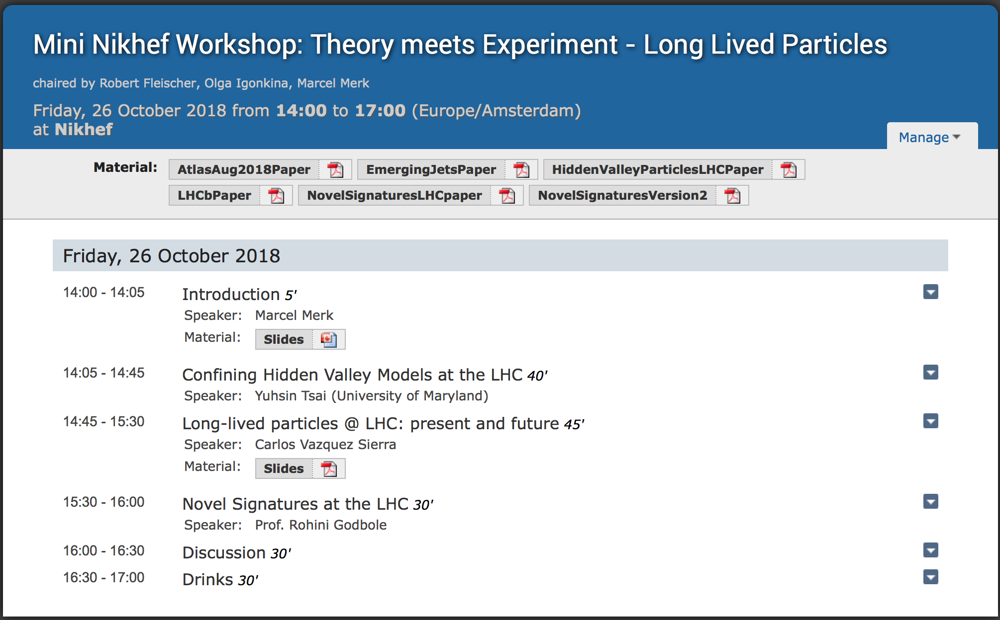 Mini Nikhef Workshop: Theory meets Experiment - Long Lived Particles
chaired by Robert Fleischer, Olga Igonkina, Marcel Merk
Friday, 26 October 2018 from 14:00 to 17:00 (Europe/Amsterdam)
at Nikhef
Manage
Material: AtlasAug2018Paper EmergingJetsPaper HiddenValleyParticlesLHCPaper
LHCbPaper NovelSignaturesLHCpaper NovelSignaturesVersion2
Friday, 26 October 2018
14:00 - 14:05 Introduction 5'
Speaker: Marcel Merk
Material: Slides
14:05 - 14:45 Confining Hidden Valley Models at the LHC 40'
Speaker: Yuhsin Tsai (University of Maryland)
14:45 - 15:30 Long-lived particles @ LHC: present and future 45'
Speaker: Carlos Vazquez Sierra
Material: Slides
15:30 - 16:00 Novel Signatures at the LHC 30'
Speaker: Prof. Rohini Godbole
16:00 - 16:30 Discussion 30'
16:30 - 17:00 Drinks 30'